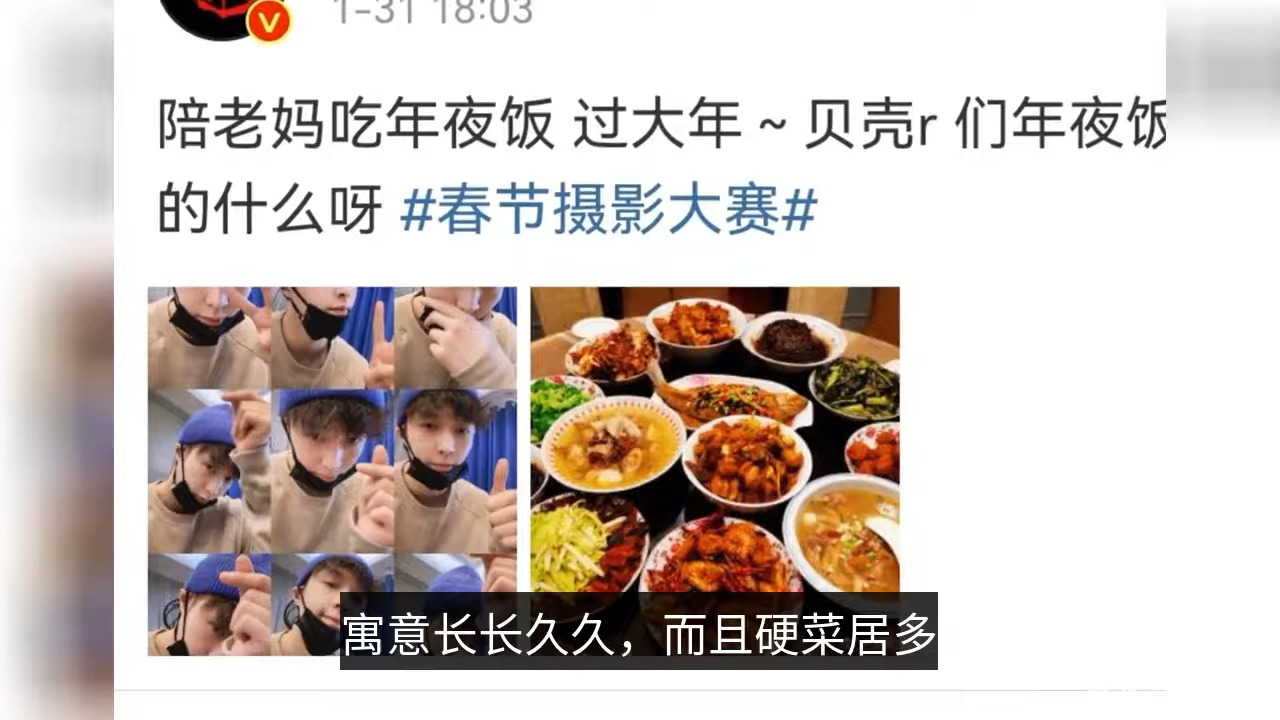 1-31 18:03
陪老妈吃年夜饭 过大年 ~ 贝壳r 们年夜饭
的什么呀 #春节摄影大赛#
寓意长长久久，而且硬菜居多